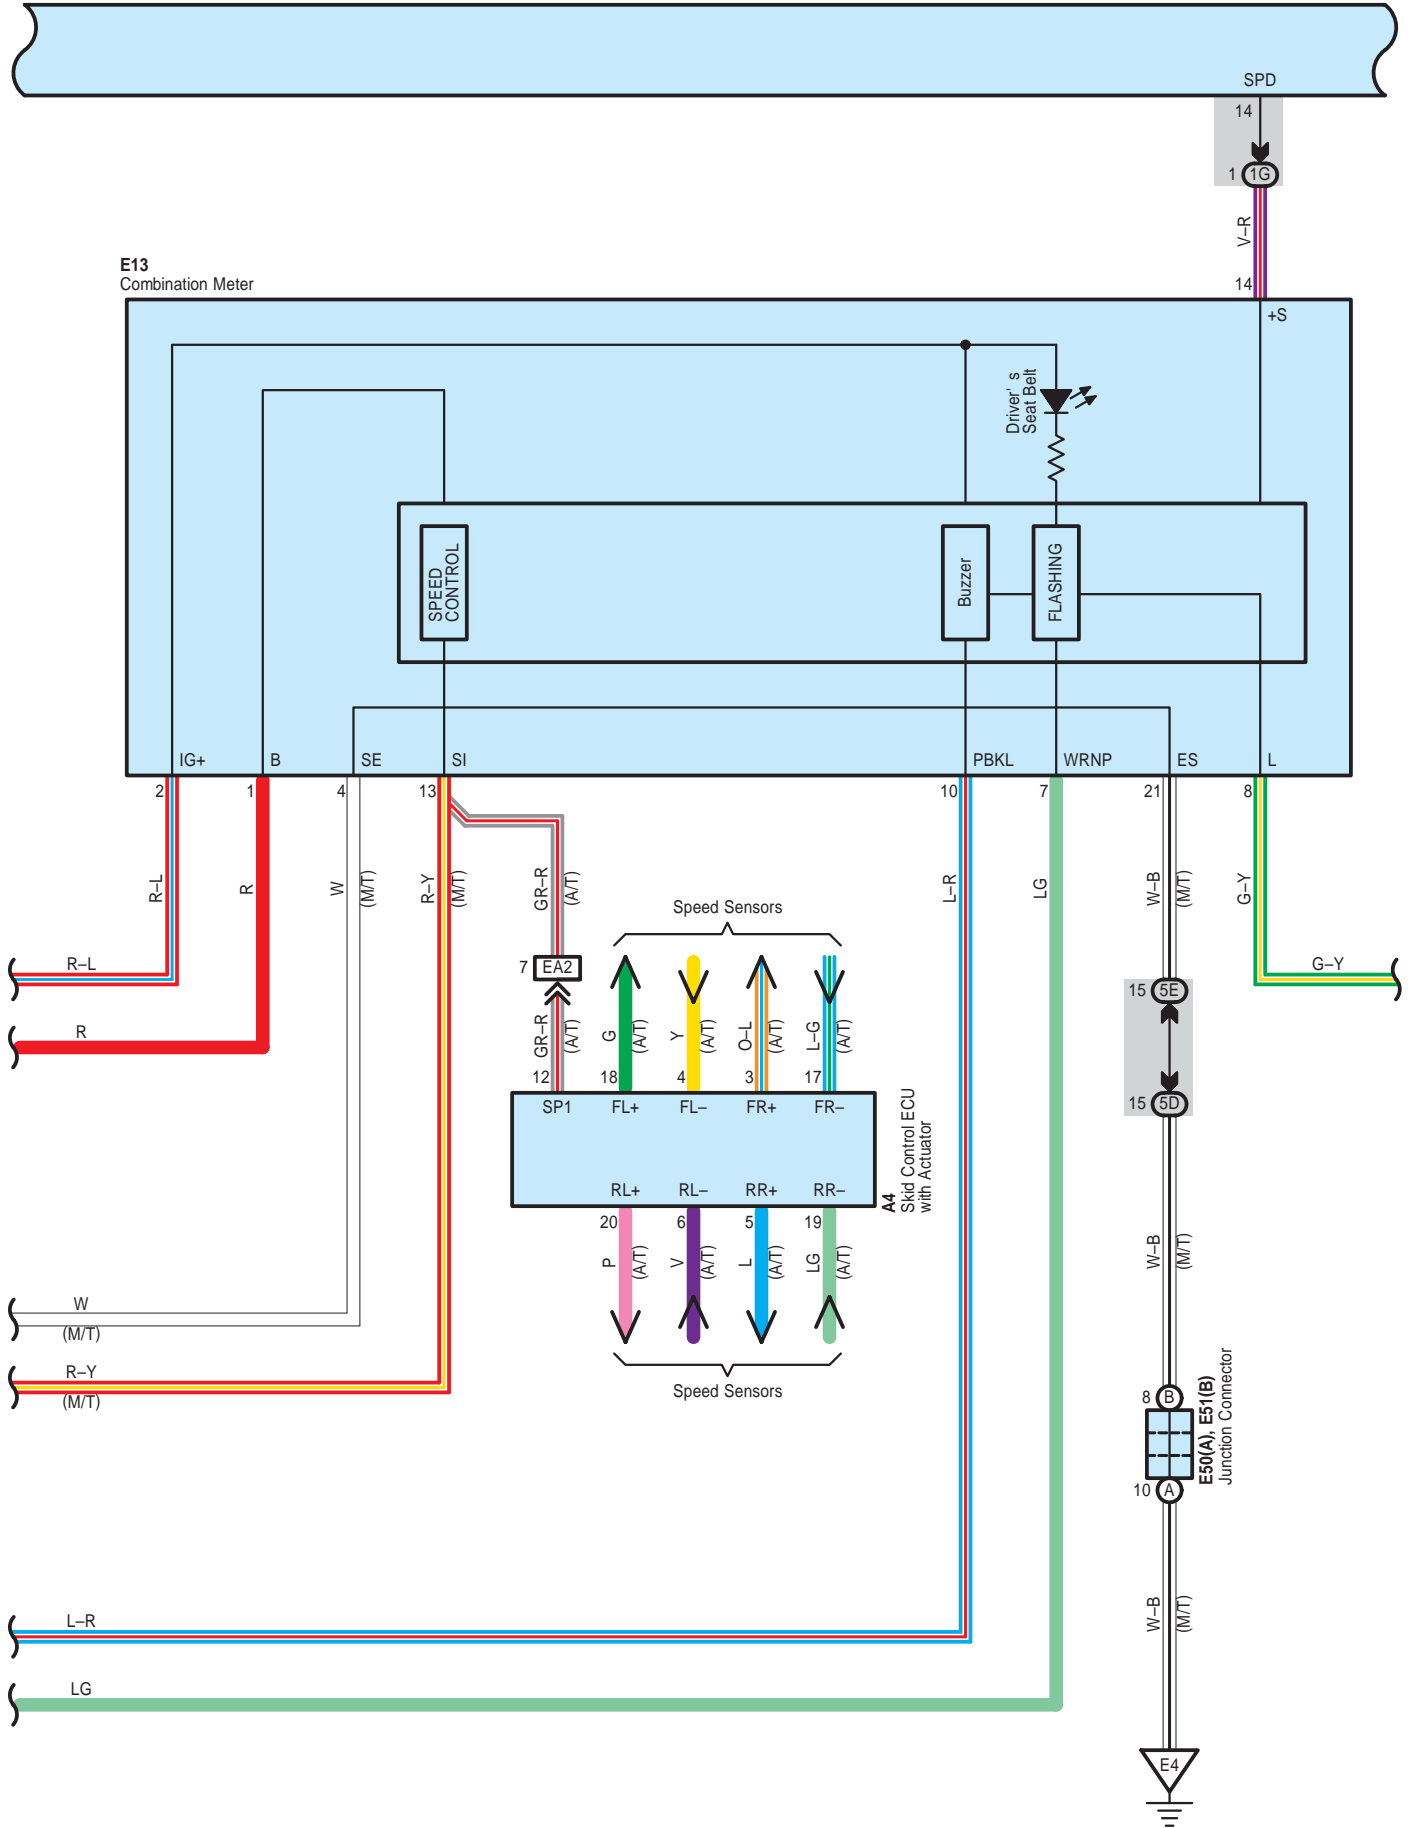 SPD
14
1 1G
V–R
E13
Combination Meter
14
+S
Driver' s
Seat Belt
SPEED
CONTROL
Buzzer
FLASHING
IG+ B SE SI PBKL WRNP ES L
2 1 4 13 10 7 21 8
R–L
R
W
(M/T)
R–Y
(M/T)
GR–R
(A/T)
L–R
LG
W–B
(M/T)
G–Y
Speed Sensors
R–L
7 EA2
G–Y
15 5E
R
GR–R
(A/T)
G
(A/T)
Y
(A/T)
O–L
(A/T)
L–G
(A/T)
12 18 4 3 17
SP1 FL+ FL– FR+ FR–
15 5D
RL+ RL– RR+ RR–
A4
Skid Control ECU
with Actuator
20 6 5 19
P
(A/T)
V
(A/T)
L
(A/T)
LG
(A/T)
W–B
(M/T)
W
(M/T)
R–Y
(M/T)
Speed Sensors
8 B
E50(A), E51(B)
Junction Connector
10 A
W–B
(M/T)
L–R
LG
E4